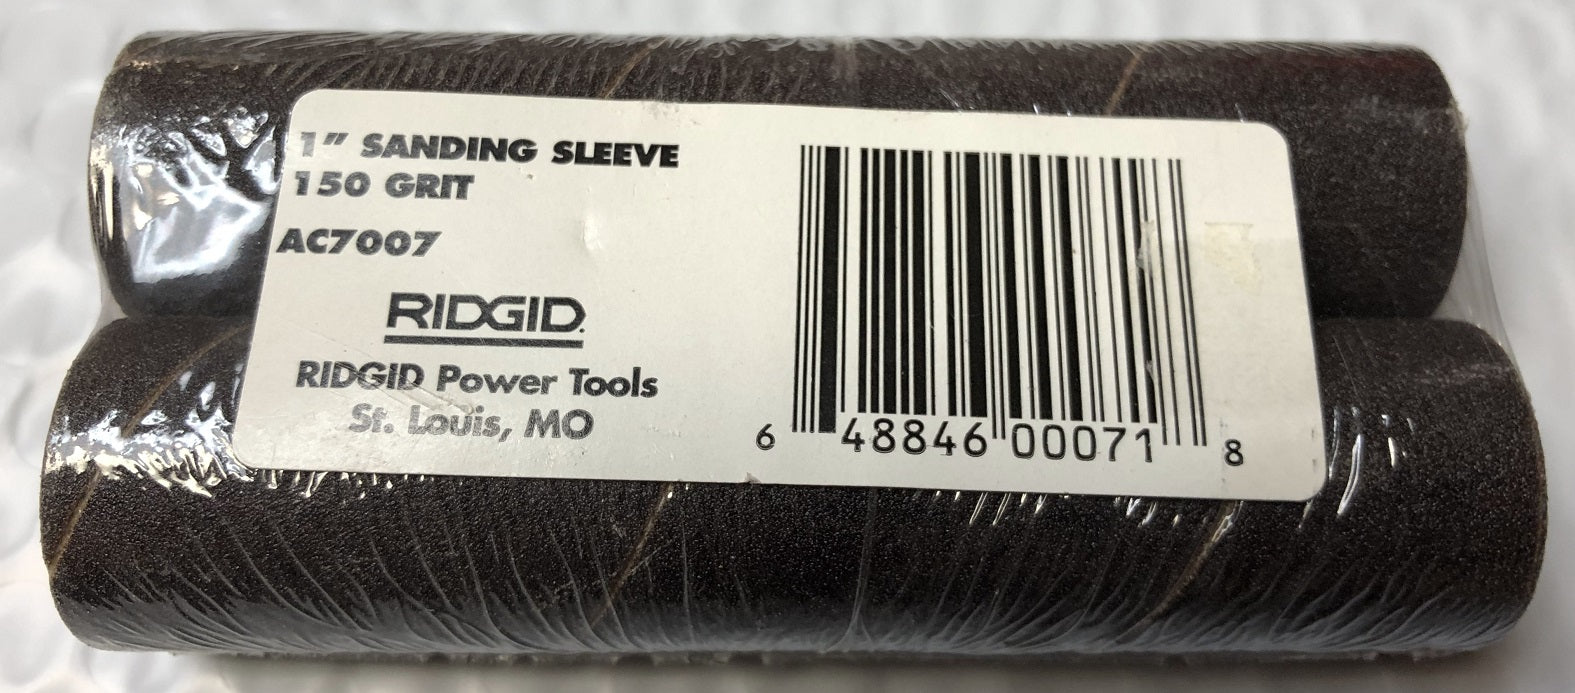 1" SANDING SLEEVE
150 GRIT
AC7007
RIDGID.
RIDGID Power Tools
St. Louis, MO
6 48846 00071 8